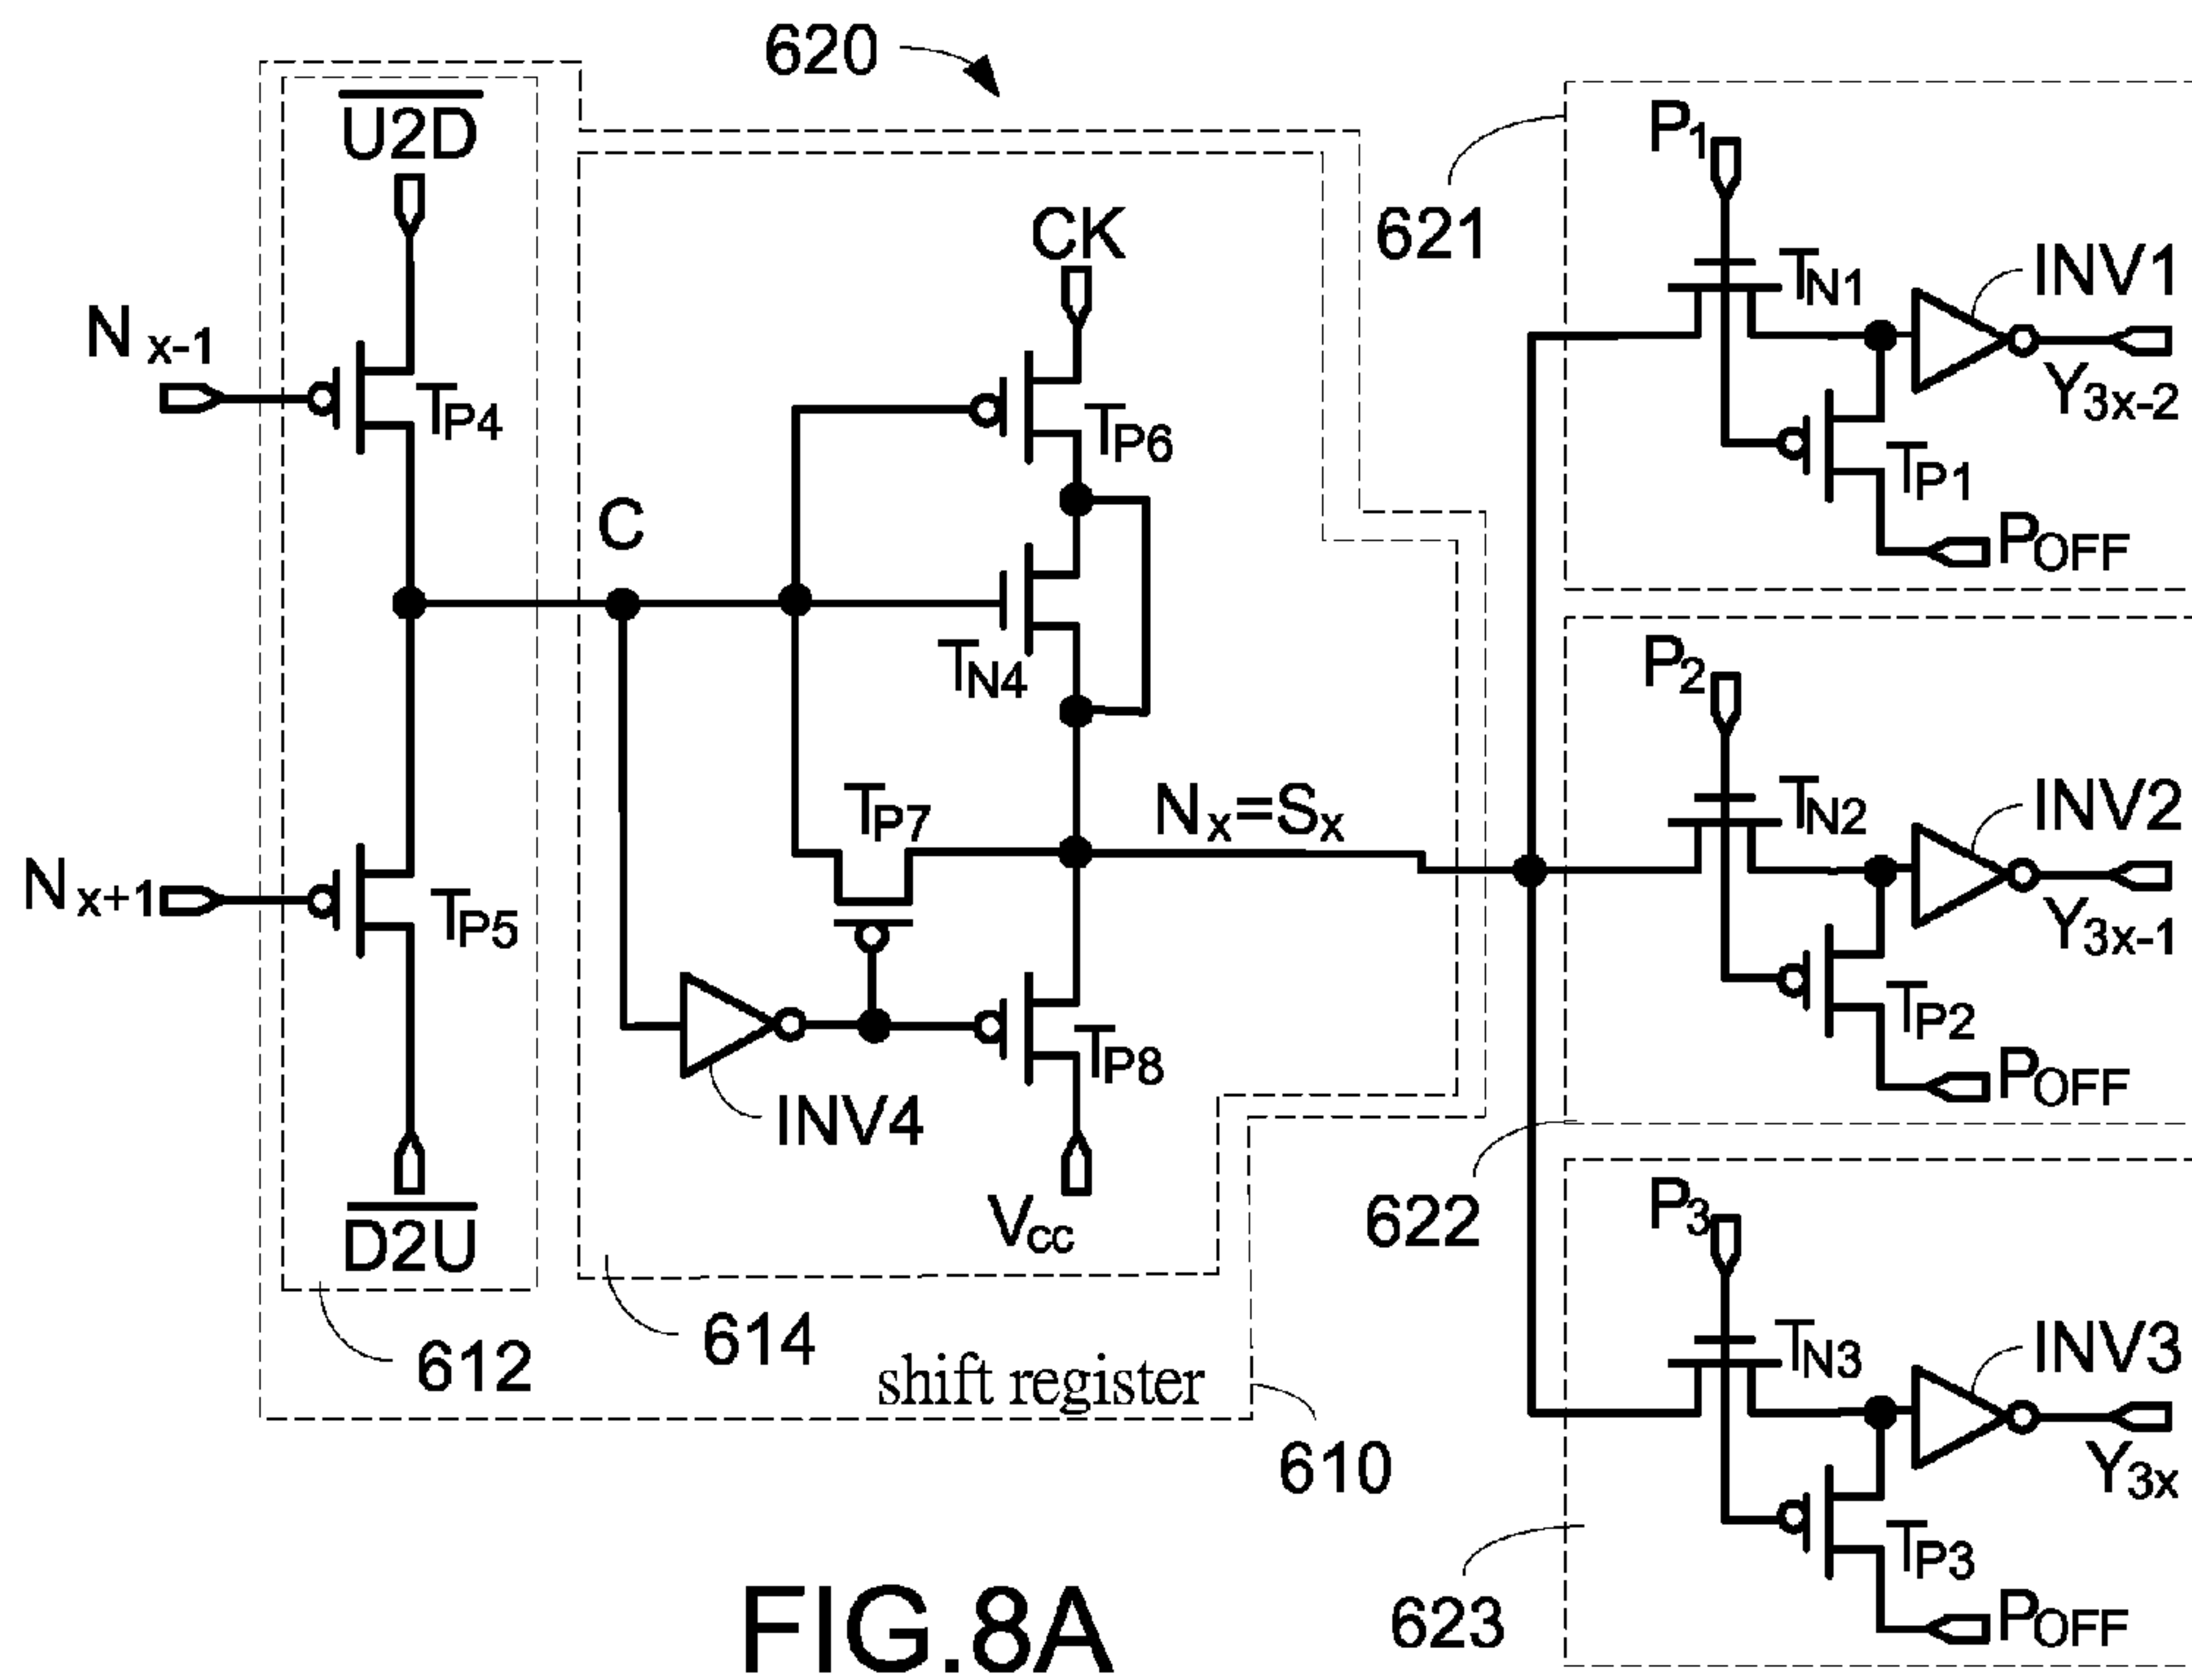 620
U2D
P1
CK
621
TN1
INV1
Nx-1
TP4
TP6
Y3x-2
TP1
C
POFF
TN4
P2
TN2
INV2
TP7
Nx=Sx
Nx+1
TP5
Y3x-1
TP2
TP8
POFF
INV4
Vcc
622
P3
D2U
TN3
INV3
614
612
shift register
610
Y3x
TP3
623
POFF
FIG.8A